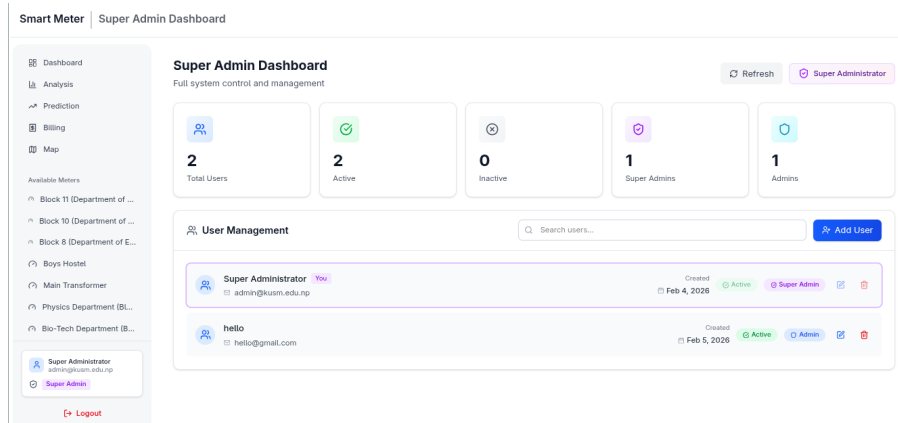 Smart Meter | Super Admin Dashboard
Dashboard
Analysis
Prediction
Billing
Map
Available Meters
Block 11 (Department of ...
Block 10 (Department of ...
Block 8 (Department of E...
Boys Hostel
Main Transformer
Physics Department (Bl...
Bio-Tech Department (B...
Super Administrator
admin@kusm.edu.np
Super Admin
Logout
Super Admin Dashboard
Full system control and management
Refresh
Super Administrator
2
Total Users
2
Active
0
Inactive
1
Super Admins
1
Admins
User Management
Search users...
Add User
Super Administrator You
admin@kusm.edu.np
Created
Feb 4, 2026
Active
Super Admin
hello
hello@gmail.com
Created
Feb 5, 2026
Active
Admin